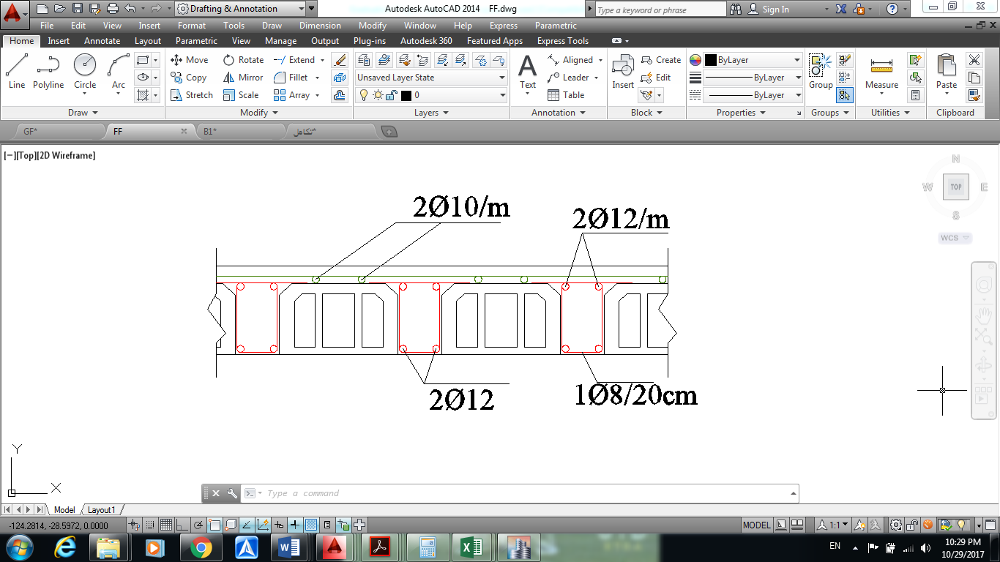 Drafting & Annotation
Autodesk AutoCAD 2014 FF.dwg
Type a keyword or phrase
Sign In
File Edit View Insert Format Tools Draw Dimension Modify Window Help Express Parametric
Home Insert Annotate Layout Parametric View Manage Output Plug-ins Autodesk 360 Featured Apps Express Tools
Move Rotate Extend
Unsaved Layer State
Aligned
Create
ByLayer
Line Polyline Circle Arc
Copy Mirror Fillet
Text
Leader
Insert
Edit
ByLayer
Group
Measure
Paste
Stretch Scale Array
0
Table
ByLayer
Draw Modify Layers Annotation Block Properties Groups Utilities Clipboard
GF* FF B1* تكامل*
[−][Top][2D Wireframe]
N
W TOP E
S
WCS
2Ø10/m
2Ø12/m
2Ø12
1Ø8/20cm
Y
X
Type a command
Model Layout1
-124.2814, -28.5972, 0.0000
MODEL
1:1
EN
10:29 PM
10/29/2017